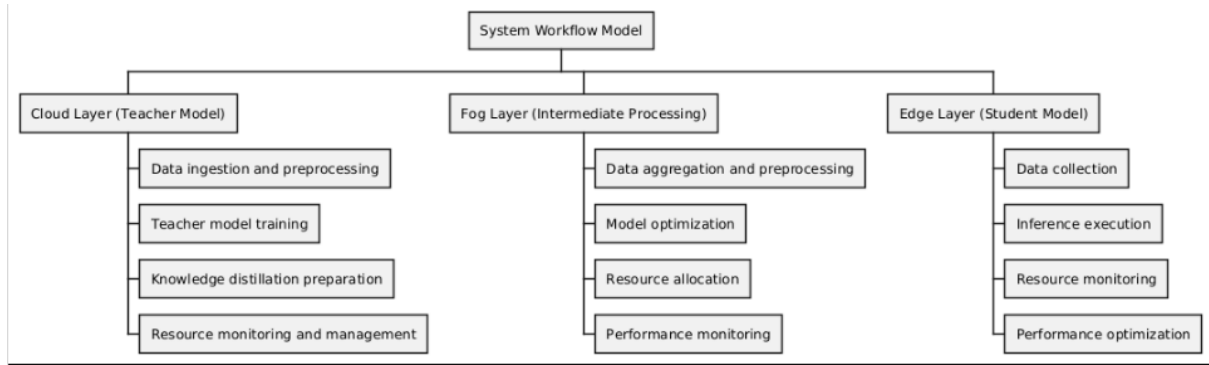 System Workflow Model
Cloud Layer (Teacher Model)
Data ingestion and preprocessing
Teacher model training
Knowledge distillation preparation
Resource monitoring and management
Fog Layer (Intermediate Processing)
Data aggregation and preprocessing
Model optimization
Resource allocation
Performance monitoring
Edge Layer (Student Model)
Data collection
Inference execution
Resource monitoring
Performance optimization